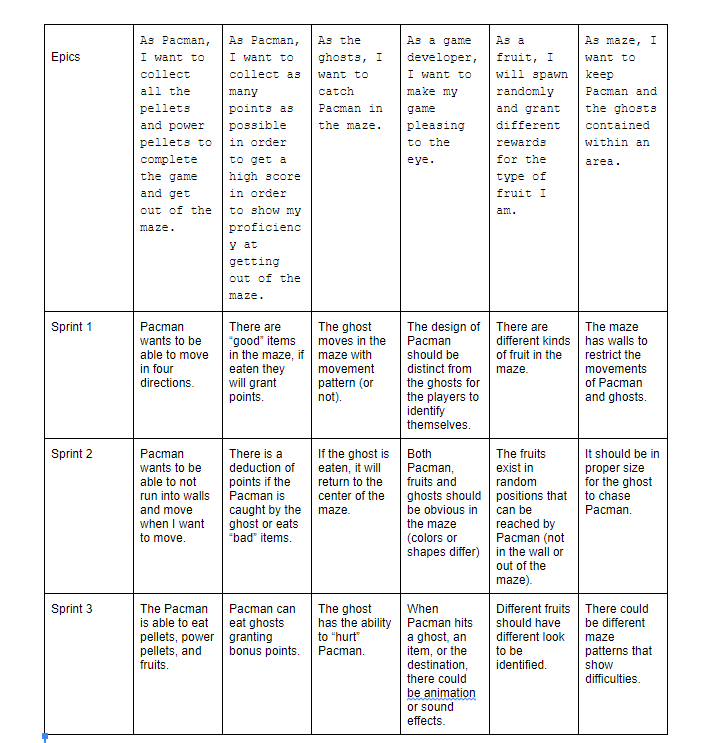 Epics
As Pacman,
I want to
collect
all the
pellets
and power
pellets to
complete
the game
and get
out of the
maze.
As Pacman,
I want to
collect as
many
points as
possible
in order
to get a
high score
in order
to show my
proficienc
y at
getting
out of the
maze.
As the
ghosts, I
want to
catch
Pacman in
the maze.
As a game
developer,
I want to
make my
game
pleasing
to the
eye.
As a
fruit, I
will spawn
randomly
and grant
different
rewards
for the
type of
fruit I
am.
As maze, I
want to
keep
Pacman and
the ghosts
contained
within an
area.
Sprint 1
Pacman
wants to be
able to move
in four
directions.
There are
“good” items
in the maze, if
eaten they
will grant
points.
The ghost
moves in the
maze with
movement
pattern (or
not).
The design of
Pacman
should be
distinct from
the ghosts for
the players to
identify
themselves.
There are
different kinds
of fruit in the
maze.
The maze
has walls to
restrict the
movements
of Pacman
and ghosts.
Sprint 2
Pacman
wants to be
able to not
run into walls
and move
when I want
to move.
There is a
deduction of
points if the
Pacman is
caught by the
ghost or eats
“bad” items.
If the ghost is
eaten, it will
return to the
center of the
maze.
Both
Pacman,
fruits and
ghosts should
be obvious in
the maze
(colors or
shapes differ)
The fruits
exist in
random
positions that
can be
reached by
Pacman (not
in the wall or
out of the
maze).
It should be in
proper size
for the ghost
to chase
Pacman.
Sprint 3
The Pacman
is able to eat
pellets, power
pellets, and
fruits.
Pacman can
eat ghosts
granting
bonus points.
The ghost
has the ability
to “hurt”
Pacman.
When
Pacman hits
a ghost, an
item, or the
destination,
there could
be animation
or sound
effects.
Different fruits
should have
different look
to be
identified.
There could
be different
maze
patterns that
show
difficulties.